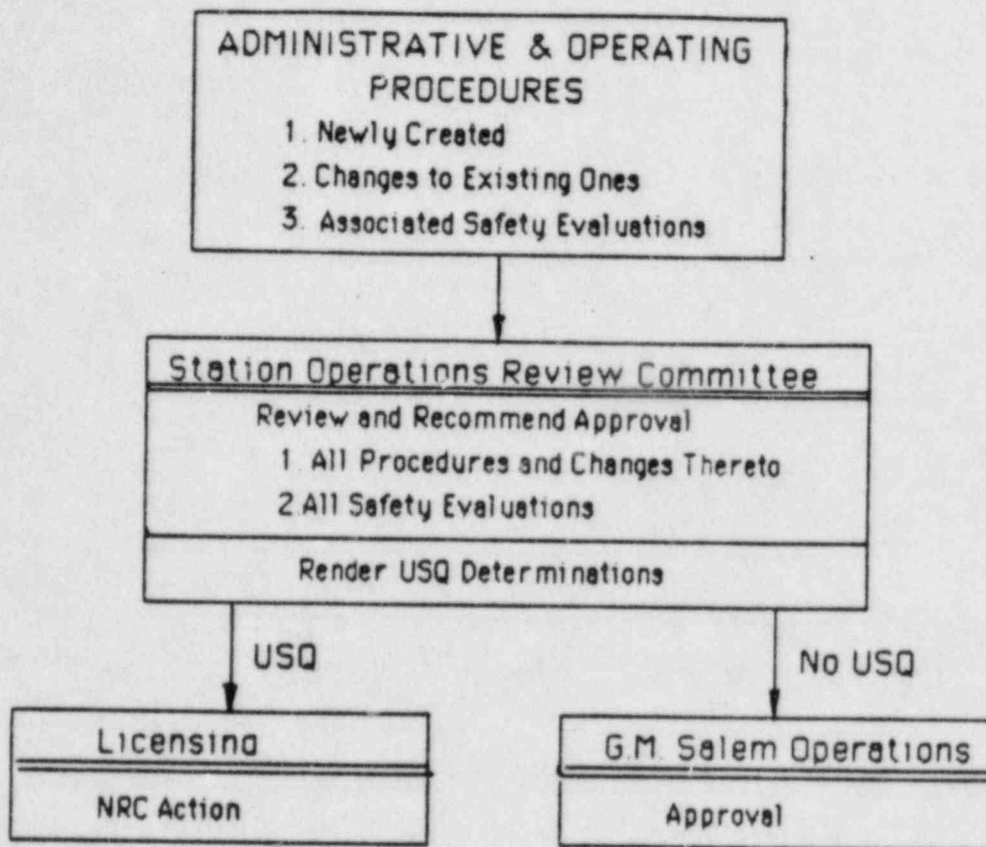 ADMINISTRATIVE & OPERATING
PROCEDURES
1. Newly Created
2. Changes to Existing Ones
3. Associated Safety Evaluations
Station Operations Review Committee
Review and Recommend Approval
1 All Procedures and Changes Thereto
2. All Safety Evaluations
Render USQ Determinations
USQ
No USQ
Licensing
NRC Action
G.M. Salem Operations
Approval